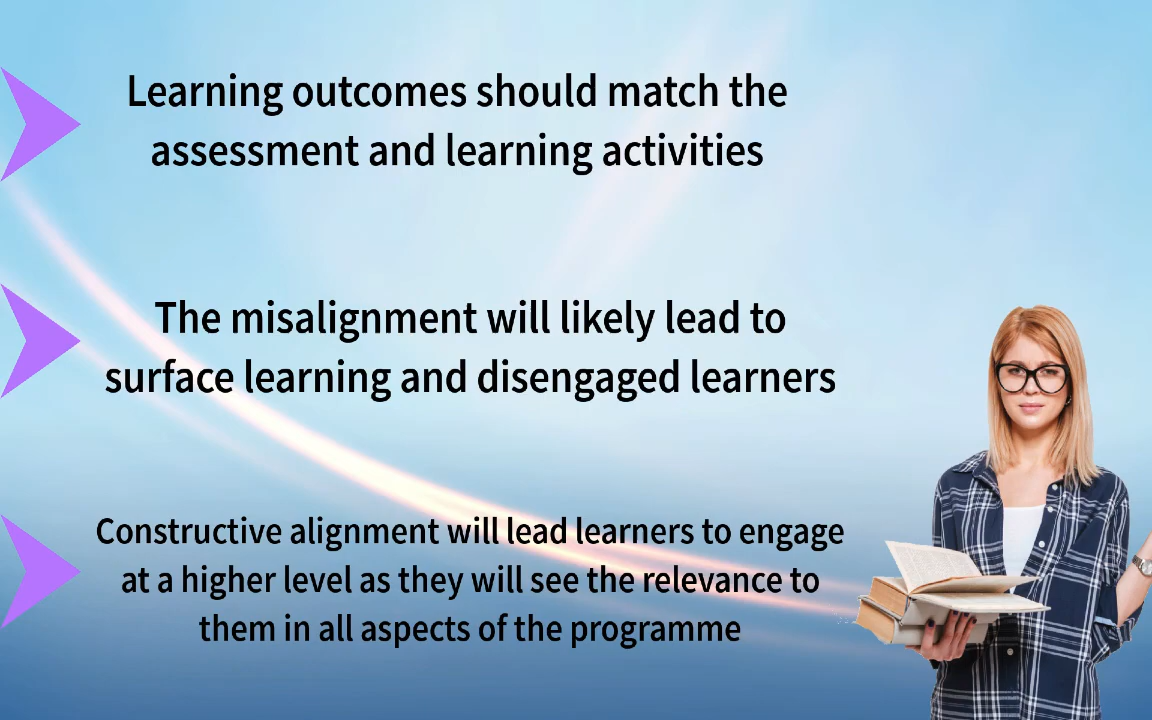 Learning outcomes should match the
assessment and learning activities
The misalignment will likely lead to
surface learning and disengaged learners
Constructive alignment will lead learners to engage
at a higher level as they will see the relevance to
them in all aspects of the programme